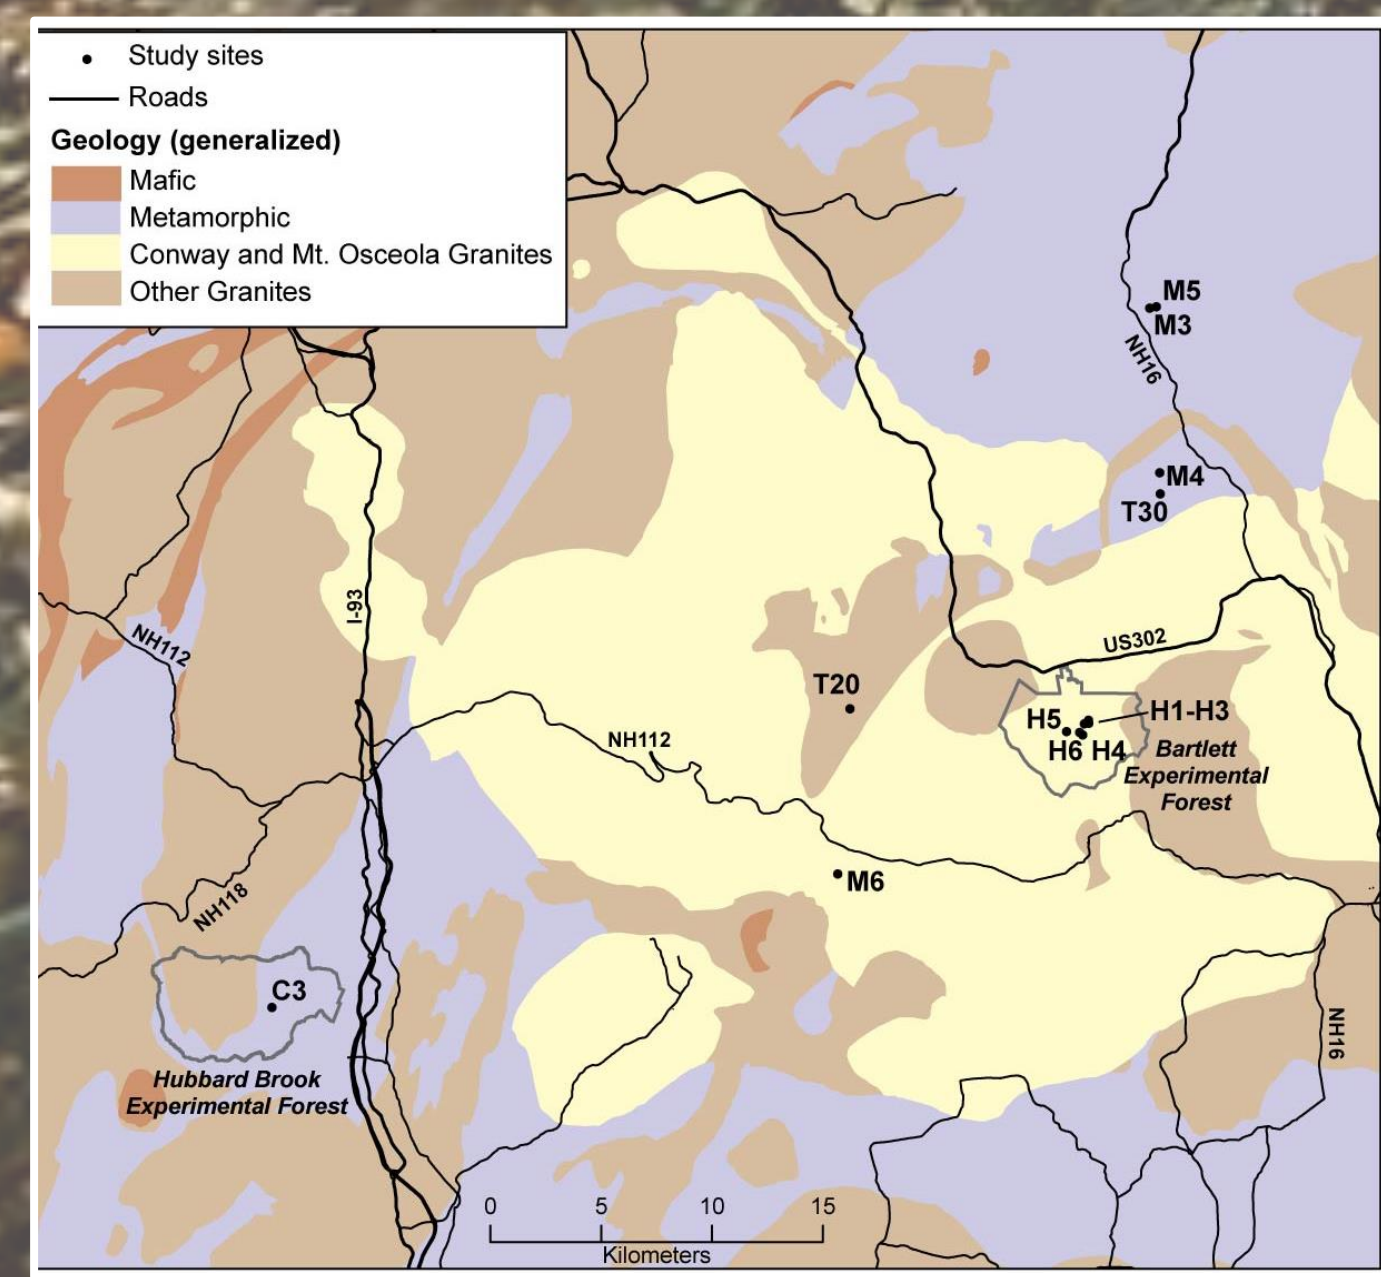 Study sites
Roads
Geology (generalized)
Mafic
Metamorphic
Conway and Mt. Osceola Granites
Other Granites
M5
M3
NH16
M4
T30
I-93
NH112
US302
T20
H1-H3
H5
H6 H4
Bartlett
Experimental
Forest
NH112
M6
NH118
C3
NH16
Hubbard Brook
Experimental Forest
0 5 10 15
Kilometers